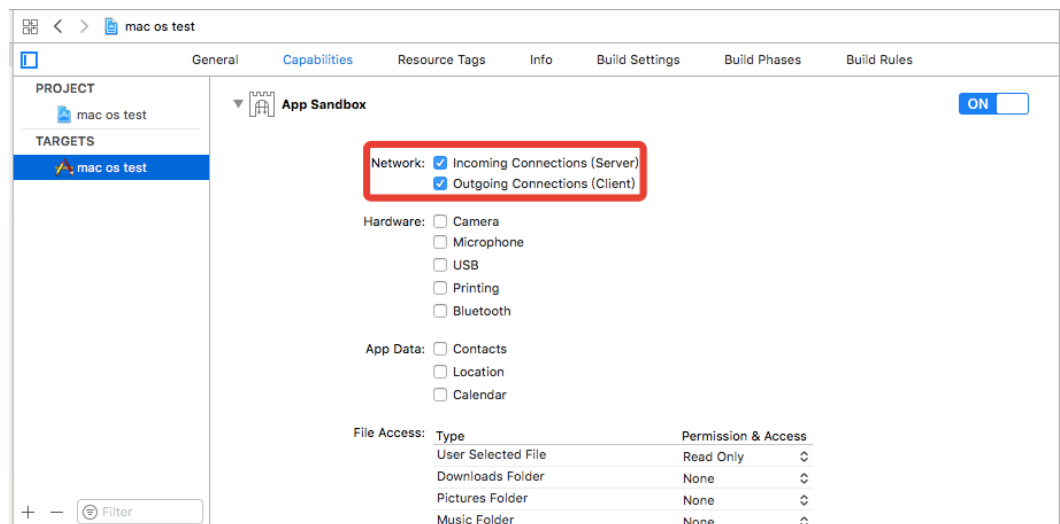 mac os test
General Capabilities Resource Tags Info Build Settings Build Phases Build Rules
PROJECT
mac os test
TARGETS
mac os test
App Sandbox ON
Network: Incoming Connections (Server)
Outgoing Connections (Client)
Hardware: Camera
Microphone
USB
Printing
Bluetooth
App Data: Contacts
Location
Calendar
File Access: Type Permission & Access
User Selected File Read Only
Downloads Folder None
Pictures Folder None
Music Folder None
Filter